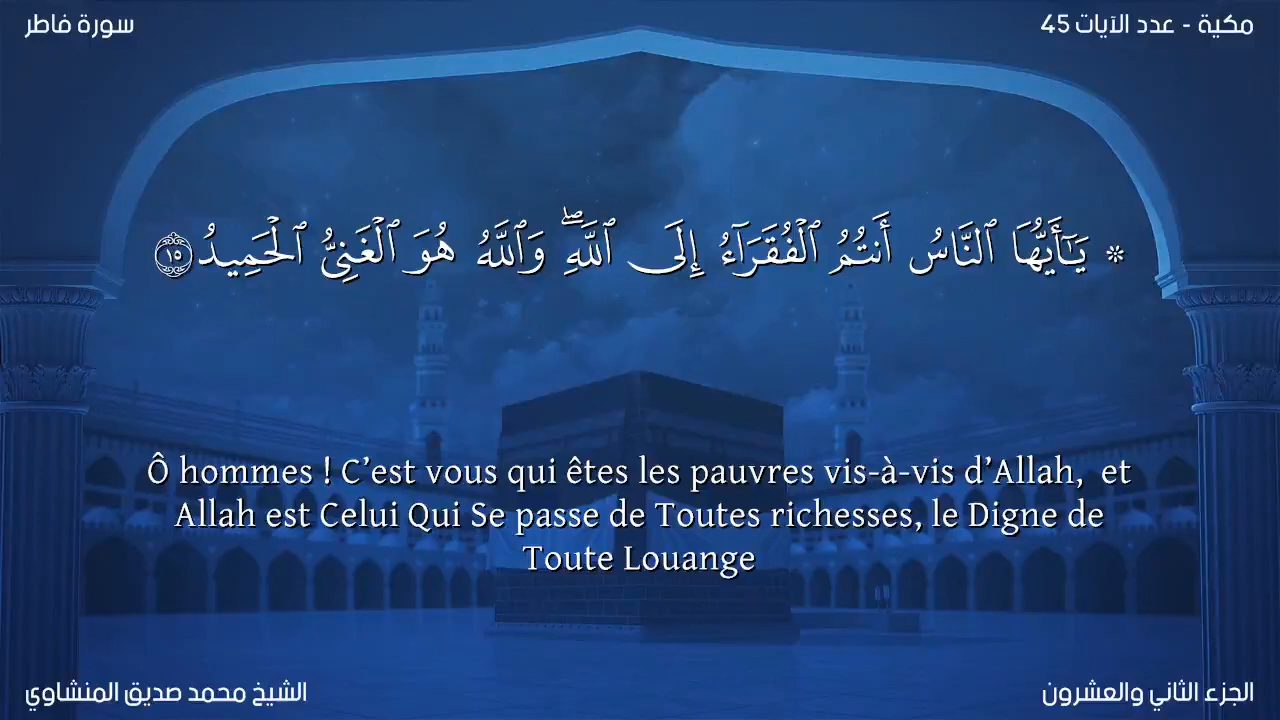 مكية - عدد الآيات 45
سورة فاطر
۞ يَـٰٓأَيُّهَا ٱلنَّاسُ أَنتُمُ ٱلْفُقَرَآءُ إِلَى ٱللَّهِ ۖ وَٱللَّهُ هُوَ ٱلْغَنِىُّ ٱلْحَمِيدُ ١٥
Ô hommes ! C’est vous qui êtes les pauvres vis-à-vis d’Allah, et
Allah est Celui Qui Se passe de Toutes richesses, le Digne de
Toute Louange
الجزء الثاني والعشرون
الشيخ محمد صديق المنشاوي